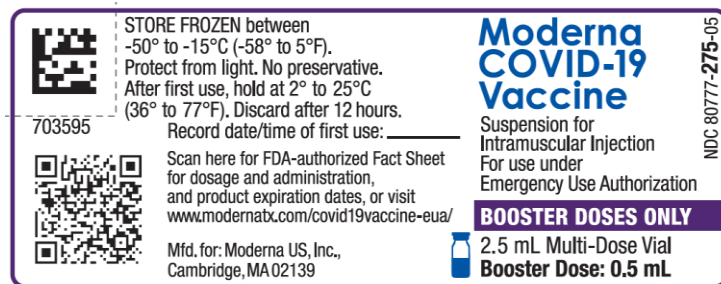 STORE FROZEN between
-50° to -15°C (-58° to 5°F).
Protect from light. No preservative.
After first use, hold at 2° to 25°C
(36° to 77°F). Discard after 12 hours.
Record date/time of first use:
703595
Scan here for FDA-authorized Fact Sheet
for dosage and administration,
and product expiration dates, or visit
www.modernatx.com/covid19vaccine-eua/
Mfd. for: Moderna US, Inc.,
Cambridge, MA 02139
Moderna
COVID-19
Vaccine
Suspension for
Intramuscular Injection
For use under
Emergency Use Authorization
BOOSTER DOSES ONLY
2.5 mL Multi-Dose Vial
Booster Dose: 0.5 mL
NDC 80777-275-05